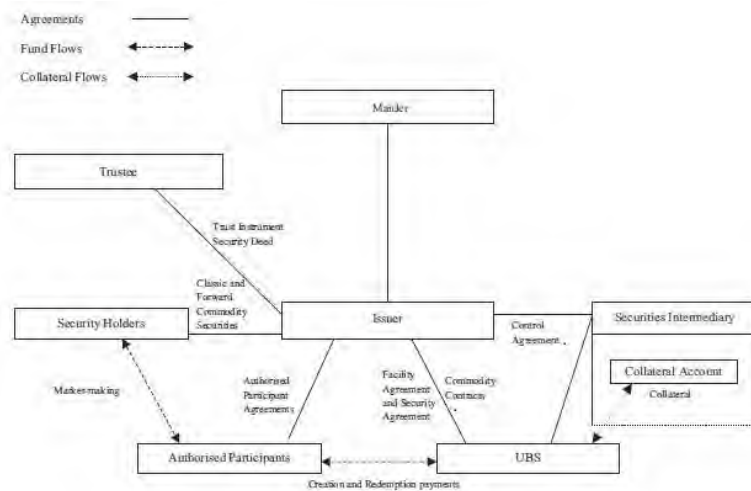 Agreements
Fund Flows
Collateral Flows
Trustee
Trust Instrument
Security Deed
Classic and
Forward
Commodity
Securities
Security Holders
Issuer
Control
Agreement
Securities Intermediary
Collateral Account
Collateral
Market-making
Authorised
Participant
Agreements
Facility
Agreement
and Security
Agreement
Commodity
Contracts
Authorised Participants
UBS
Creation and Redemption payments